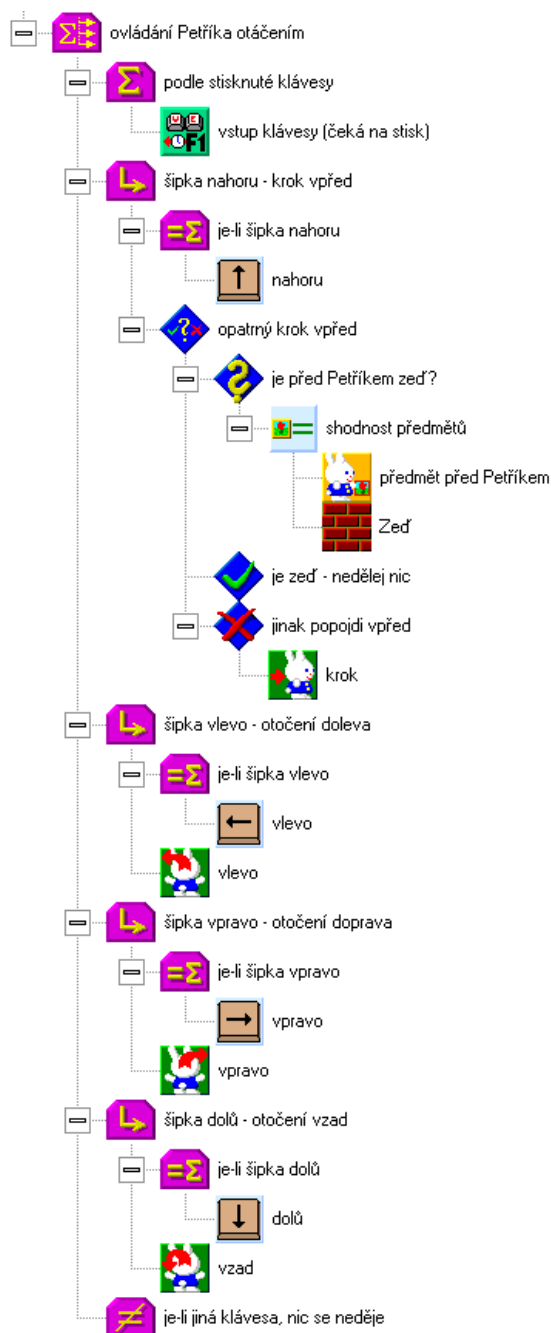 ovládání Petříka otáčením
podle stisknuté klávesy
vstup klávesy (čeká na stisk)
šipka nahoru - krok vpřed
je-li šipka nahoru
nahoru
opatrný krok vpřed
je před Petříkem zeď?
shodnost předmětů
předmět před Petříkem
Zeď
je zeď - nedělej nic
jinak popojdi vpřed
krok
šipka vlevo - otočení doleva
je-li šipka vlevo
vlevo
vlevo
šipka vpravo - otočení doprava
je-li šipka vpravo
vpravo
vpravo
šipka dolů - otočení vzad
je-li šipka dolů
dolů
vzad
je-li jiná klávesa, nic se neděje